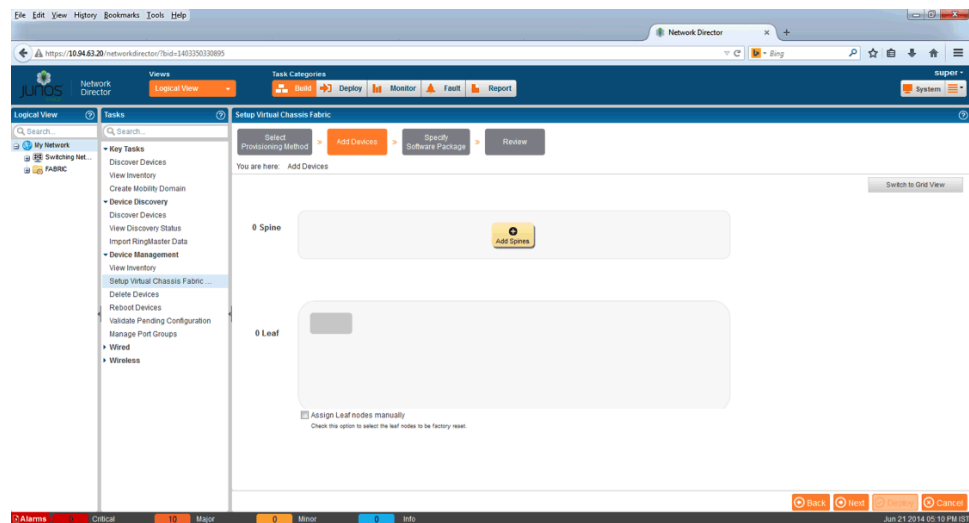 File Edit View History Bookmarks Tools Help
Network Director × +
https://10.94.63.20/networkdirector/?bid=1403350330895
Bing
JUNOS Network Director
Views
Logical View
Task Categories
Build Deploy Monitor Fault Report
super
System
Logical View
Search...
My Network
Switching Net...
FABRIC
Tasks
Search...
Key Tasks
Discover Devices
View Inventory
Create Mobility Domain
Device Discovery
Discover Devices
View Discovery Status
Import RingMaster Data
Device Management
View Inventory
Setup Virtual Chassis Fabric ...
Delete Devices
Reboot Devices
Validate Pending Configuration
Manage Port Groups
Wired
Wireless
Setup Virtual Chassis Fabric
Select Provisioning Method » Add Devices » Specify Software Package » Review
You are here: Add Devices
Switch to Grid View
0 Spine
Add Spines
0 Leaf
Assign Leaf nodes manually
Check this option to select the leaf nodes to be factory reset.
Back Next Deploy Cancel
Alarms 0 Critical 10 Major 0 Minor 0 Info
Jun 21 2014 05:10 PM IST